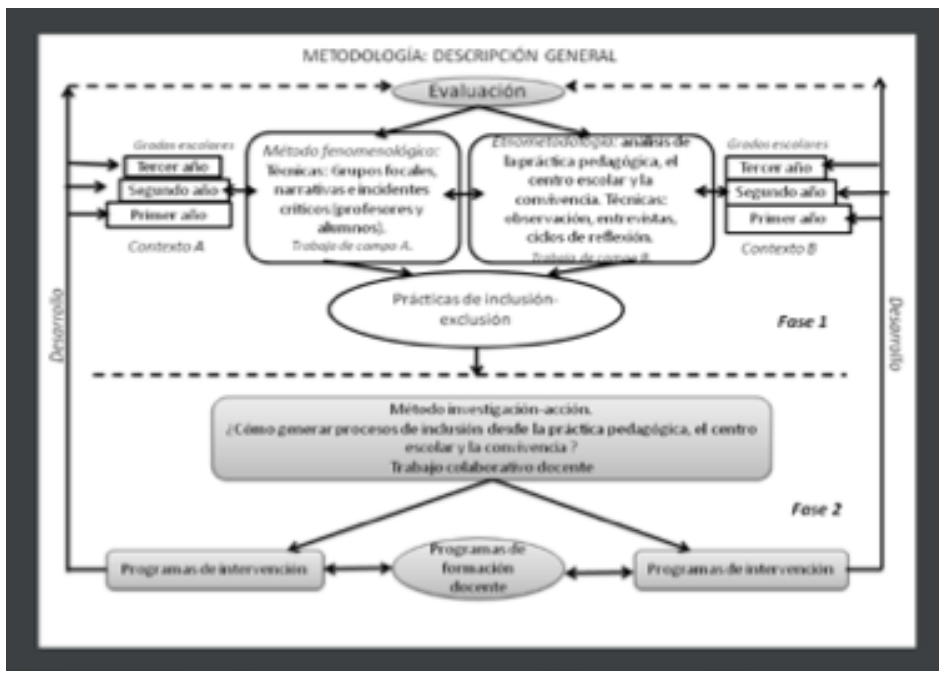 METODOLOGÍA: DESCRIPCIÓN GENERAL
Evaluación
Grados escolares
Tercer año
Segundo año
Primer año
Contexto A
Método fenomenológico:
Técnicas: Grupos focales,
narrativas e incidentes
críticos (profesores y
alumnos).
Trabajo de campo A.
Etnometodología: análisis de
la práctica pedagógica, el
centro escolar y la
convivencia. Técnicas:
observación, entrevistas,
ciclos de reflexión.
Trabajo de campo B.
Grados escolares
Tercer año
Segundo año
Primer año
Contexto B
Prácticas de inclusión-
exclusión
Fase 1
Desarrollo
Desarrollo
Método investigación-acción.
¿Cómo generar procesos de inclusión desde la práctica pedagógica, el centro
escolar y la convivencia ?
Trabajo colaborativo docente
Fase 2
Programas de intervención
Programas de
formación
docente
Programas de intervención